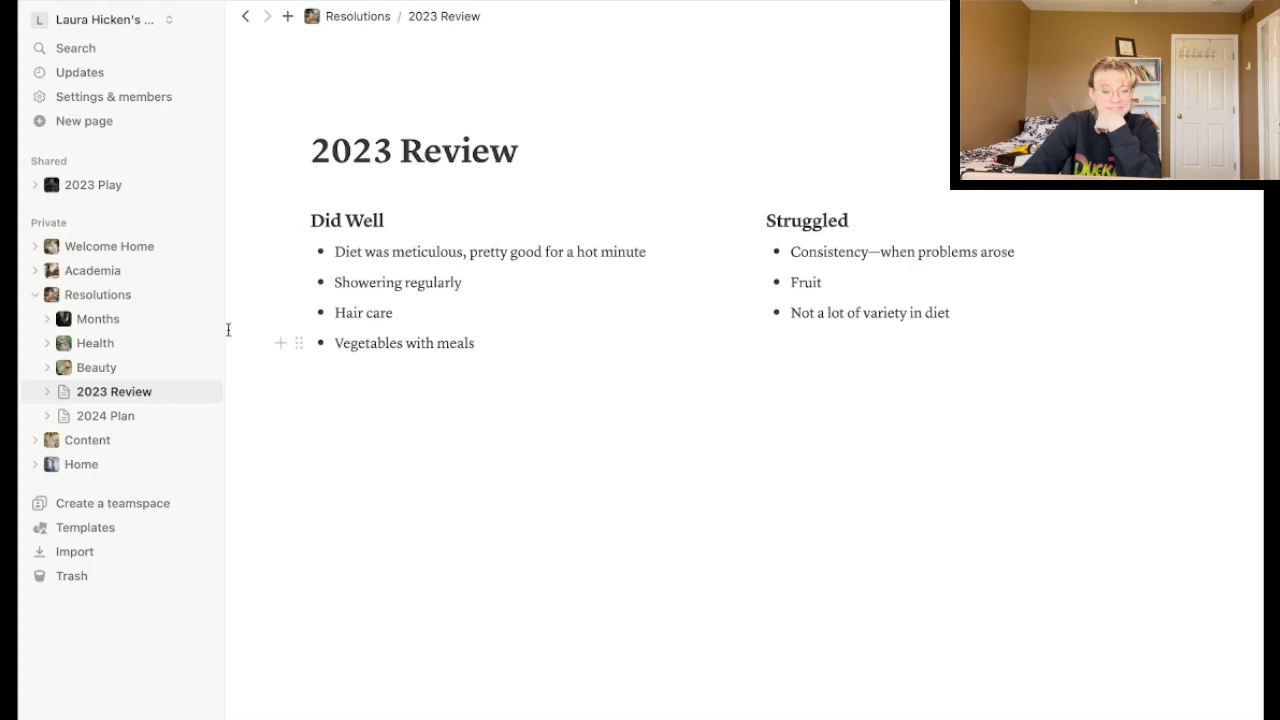 L Laura Hicken's ...
Resolutions / 2023 Review
Search
Updates
Settings & members
New page
Shared
2023 Play
Private
Welcome Home
Academia
Resolutions
Months
Health
Beauty
2023 Review
2024 Plan
Content
Home
Create a teamspace
Templates
Import
Trash
2023 Review
Did Well
• Diet was meticulous, pretty good for a hot minute
• Showering regularly
• Hair care
• Vegetables with meals
Struggled
• Consistency—when problems arose
• Fruit
• Not a lot of variety in diet